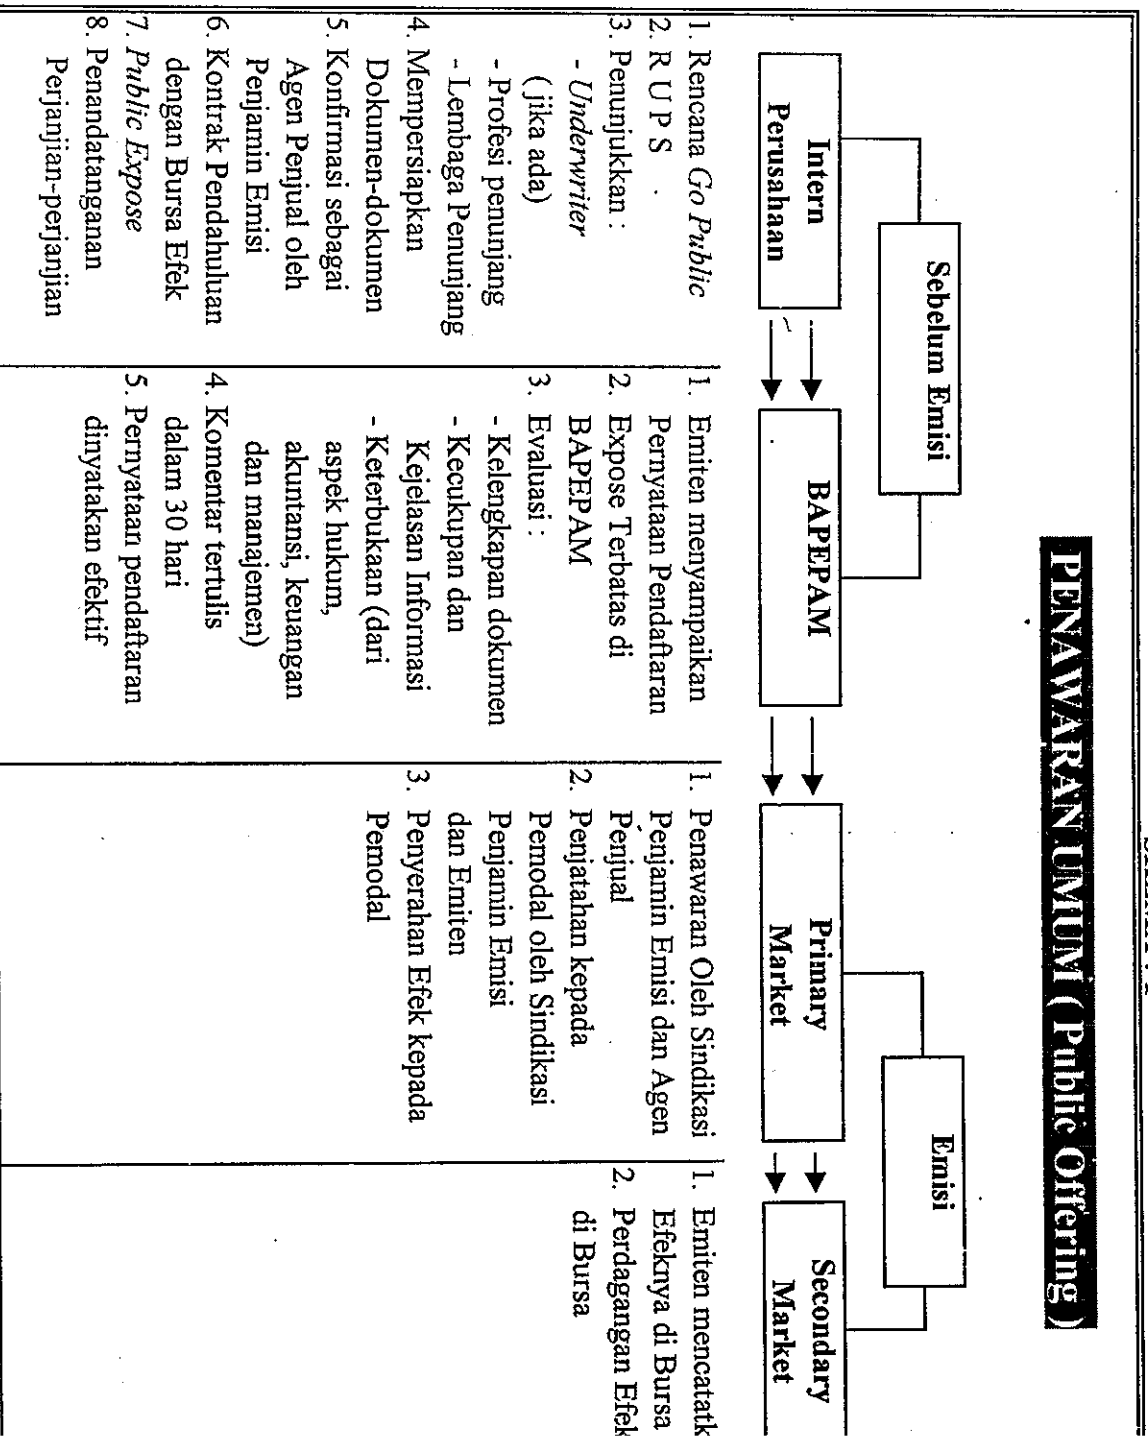 PENAWARAN UMUM ( Public Offering )
Sebelum Emisi
Emisi
Intern
Perusahaan
BAPEPAM
Primary
Market
Secondary
Market
1. Rencana Go Public
2. R U P S
3. Penunjukkan :
- Underwriter
( jika ada)
- Profesi penunjang
- Lembaga Penunjang
4. Mempersiapkan
Dokumen-dokumen
5. Konfirmasi sebagai
Agen Penjual oleh
Penjamin Emisi
6. Kontrak Pendahuluan
dengan Bursa Efek
7. Public Expose
8. Penandatanganan
Perjanjian-perjanjian
1. Emiten menyampaikan
Pernyataan Pendaftaran
2. Expose Terbatas di
BAPEPAM
3. Evaluasi :
- Kelengkapan dokumen
- Kecukupan dan
Kejelasan Informasi
- Keterbukaan (dari
aspek hukum,
akuntansi, keuangan
dan manajemen)
4. Komentar tertulis
dalam 30 hari
5. Pernyataan pendaftaran
dinyatakan efektif
1. Penawaran Oleh Sindikasi
Penjamin Emisi dan Agen
Penjual
2. Penjatahan kepada
Pemodal oleh Sindikasi
Penjamin Emisi
dan Emiten
3. Penyerahan Efek kepada
Pemodal
1. Emiten mencatatk
Efeknya di Bursa
2. Perdagangan Efek
di Bursa